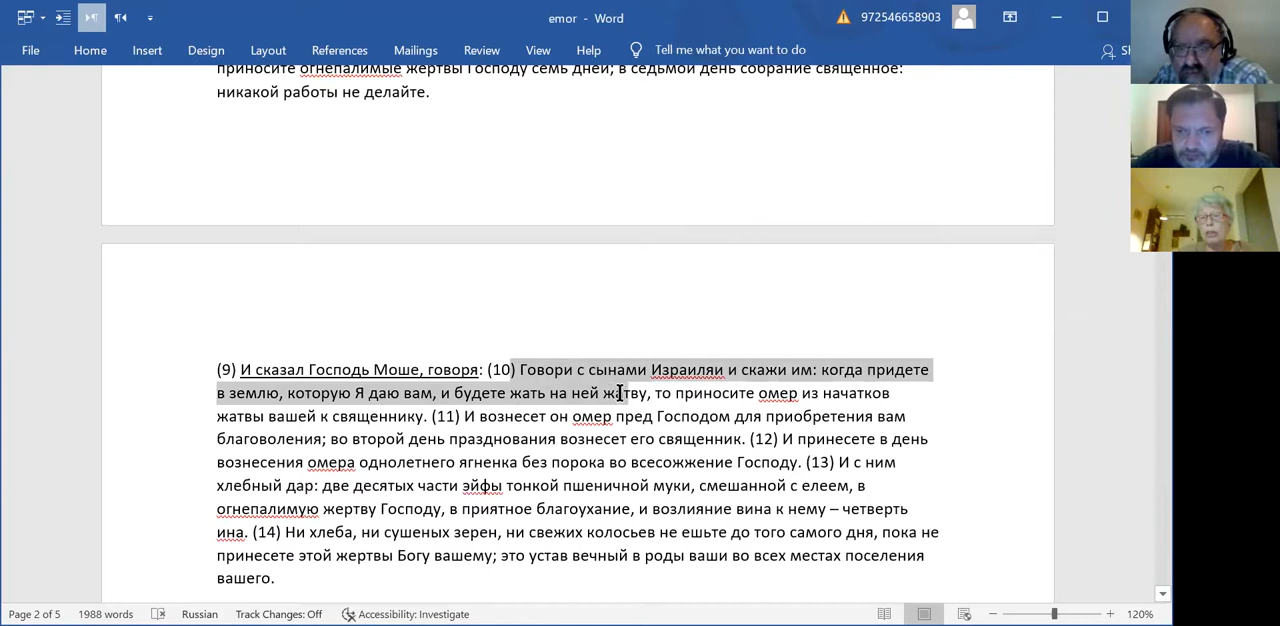 emor - Word
972546658903
File Home Insert Design Layout References Mailings Review View Help Tell me what you want to do
приносите огнепалимые жертвы Господу семь дней; в седьмой день собрание священное:
никакой работы не делайте.
(9) И сказал Господь Моше, говоря: (10) Говори с сынами Израиляи и скажи им: когда придете
в землю, которую Я даю вам, и будете жать на ней жатву, то приносите омер из начатков
жатвы вашей к священнику. (11) И вознесет он омер пред Господом для приобретения вам
благоволения; во второй день празднования вознесет его священник. (12) И принесете в день
вознесения омера однолетнего ягненка без порока во всесожжение Господу. (13) И с ним
хлебный дар: две десятых части эйфы тонкой пшеничной муки, смешанной с елеем, в
огнепалимую жертву Господу, в приятное благоухание, и возлияние вина к нему – четверть
ина. (14) Ни хлеба, ни сушеных зерен, ни свежих колосьев не ешьте до того самого дня, пока не
принесете этой жертвы Богу вашему; это устав вечный в роды ваши во всех местах поселения
вашего.
Page 2 of 5 1988 words Russian Track Changes: Off Accessibility: Investigate 120%